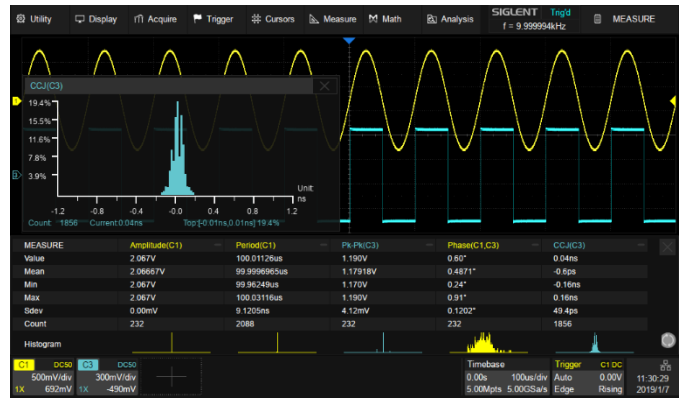 Utility Display Acquire Trigger Cursors Measure Math Analysis SIGLENT Trig'd MEASURE
f = 9.999994kHz
CCJ(C3)
19.4%
15.5%
11.6%
7.8%
3.9%
Unit:
ns
-1.2 -0.8 -0.4 -0.0 0.4 0.8 1.2
Count 1856 Current:0.04ns Top:[-0.01ns,0.01ns] 19.4%
1
3
MEASURE Amplitude(C1) Period(C1) Pk-Pk(C3) Phase(C1,C3) CCJ(C3)
Value 2.067V 100.01126us 1.190V 0.60° 0.04ns
Mean 2.06667V 99.9996965us 1.17918V 0.4871° -0.6ps
Min 2.067V 99.96249us 1.170V 0.24° -0.16ns
Max 2.067V 100.03116us 1.190V 0.91° 0.16ns
Sdev 0.00mV 9.1205ns 4.12mV 0.1202° 49.4ps
Count 232 2088 232 232 1856
Histogram
C1 DC50 C3 DC50 Timebase Trigger C1 DC
500mV/div 300mV/div 0.00s 100us/div Auto 0.00V 11:30:29
1X 692mV 1X -490mV 5.00Mpts 5.00GSa/s Edge Rising 2019/1/7